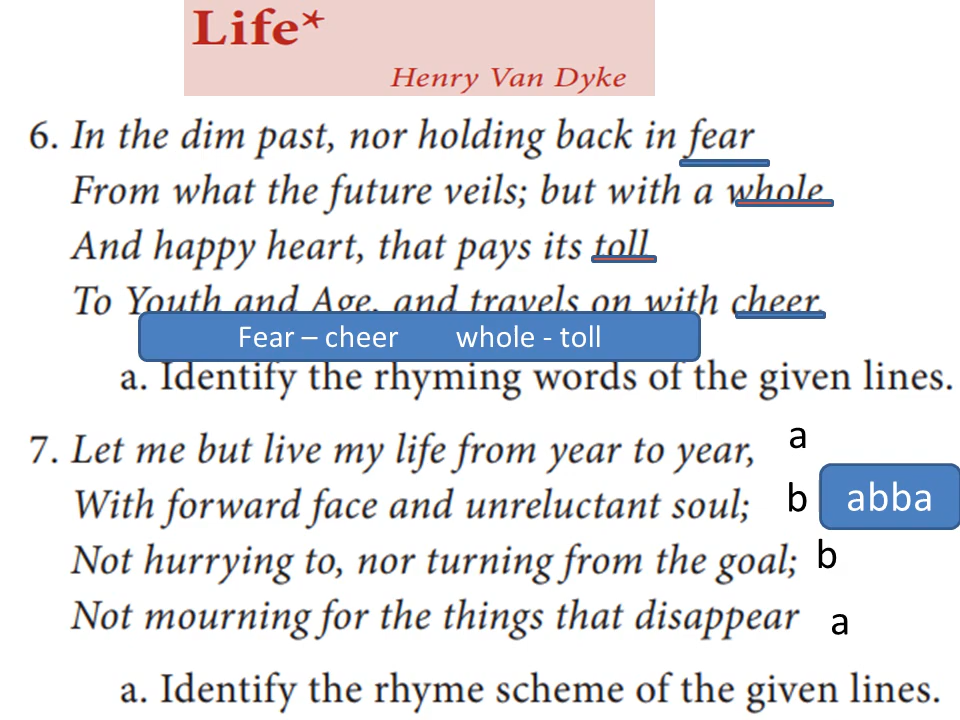 Life*
Henry Van Dyke
6. In the dim past, nor holding back in fear
From what the future veils; but with a whole
And happy heart, that pays its toll
To Youth and Age, and travels on with cheer.
Fear – cheer whole - toll
a. Identify the rhyming words of the given lines.
7. Let me but live my life from year to year, a
With forward face and unreluctant soul; b abba
Not hurrying to, nor turning from the goal; b
Not mourning for the things that disappear a
a. Identify the rhyme scheme of the given lines.